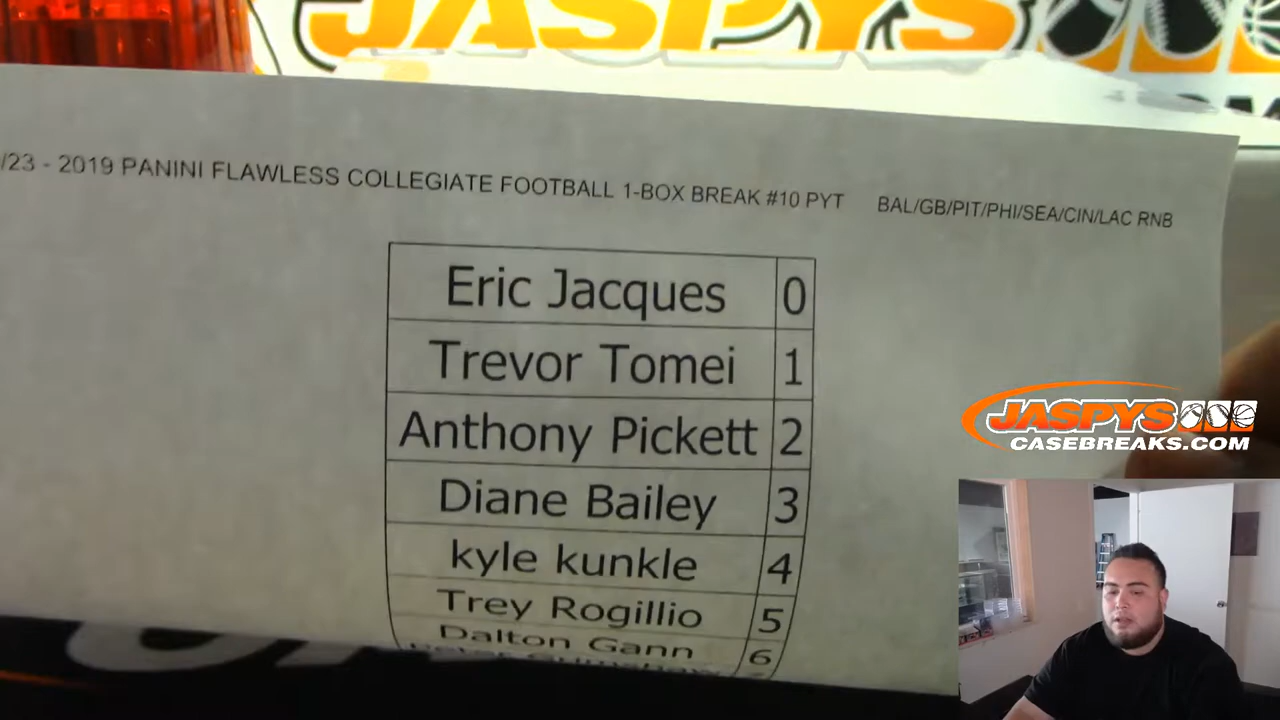 JASPYS
/23 - 2019 PANINI FLAWLESS COLLEGIATE FOOTBALL 1-BOX BREAK #10 PYT BAL/GB/PIT/PHI/SEA/CIN/LAC RNB
Eric Jacques 0
Trevor Tomei 1
Anthony Pickett 2
Diane Bailey 3
kyle kunkle 4
Trey Rogillio 5
Dalton Gann 6
JASPYS
CASEBREAKS.COM